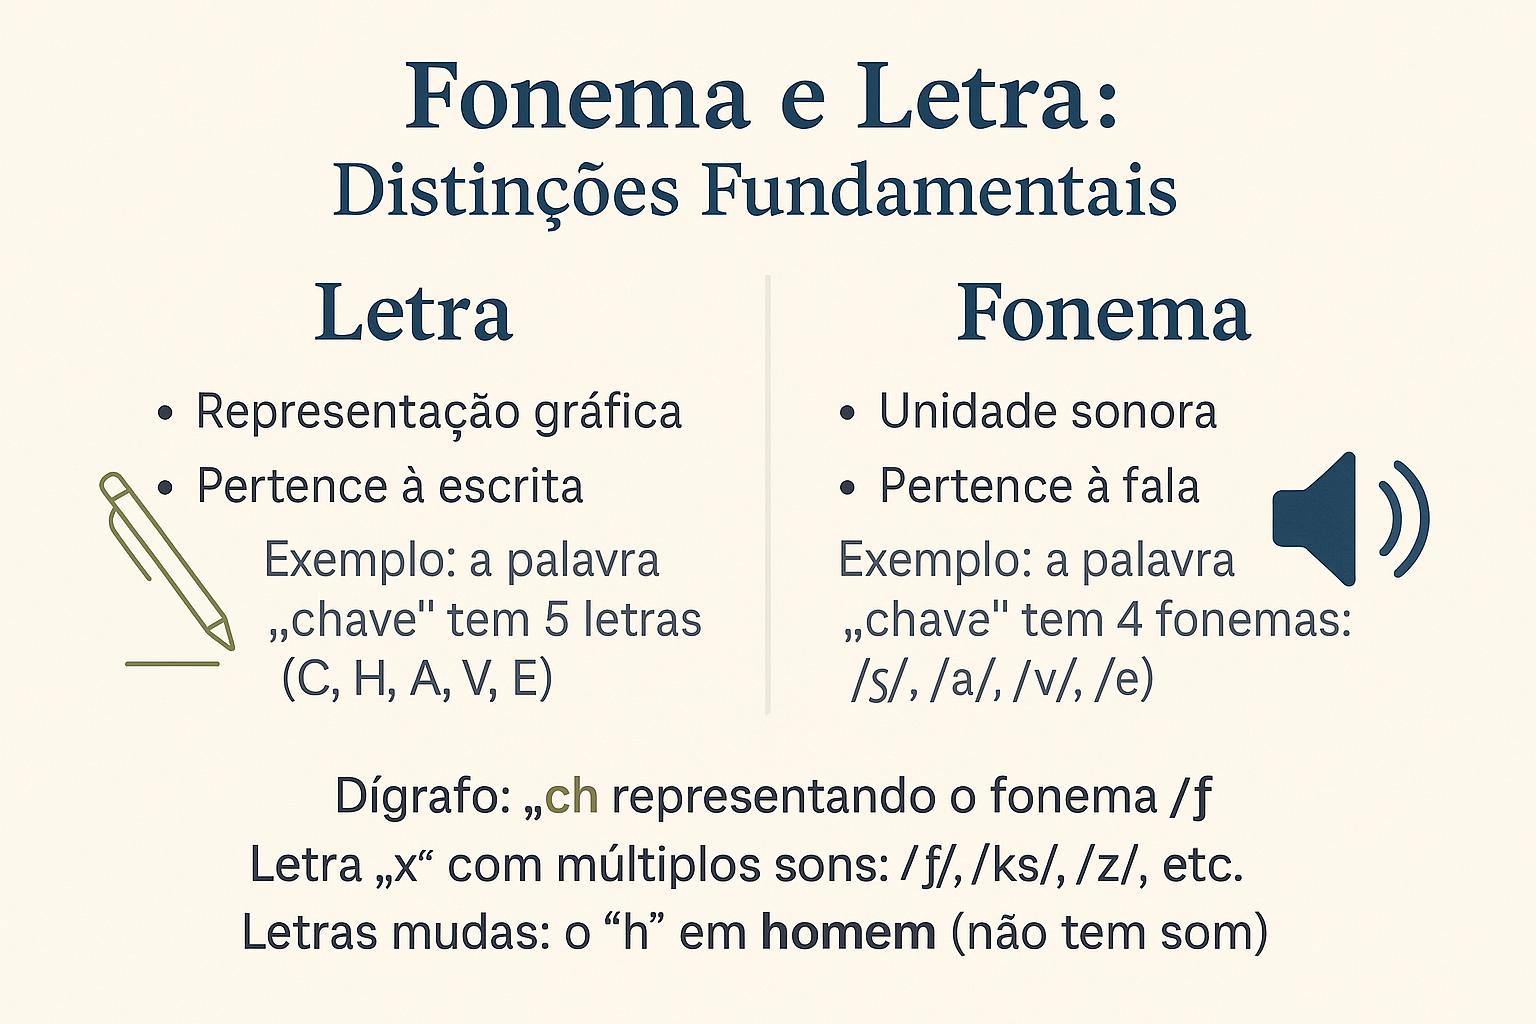 Fonema e Letra:
Distinções Fundamentais
Letra
• Representação gráfica
• Pertence à escrita
Exemplo: a palavra
„chave" tem 5 letras
(C, H, A, V, E)
Fonema
• Unidade sonora
• Pertence à fala
Exemplo: a palavra
„chava" tem 4 fonemas:
/ʂ/, /a/, /v/, /e)
Dígrafo: „ch representando o fonema /ƒ
Letra „x“ com múltiplos sons: /ƒ/, /ks/, /z/, etc.
Letras mudas: o “h” em homem (não tem som)